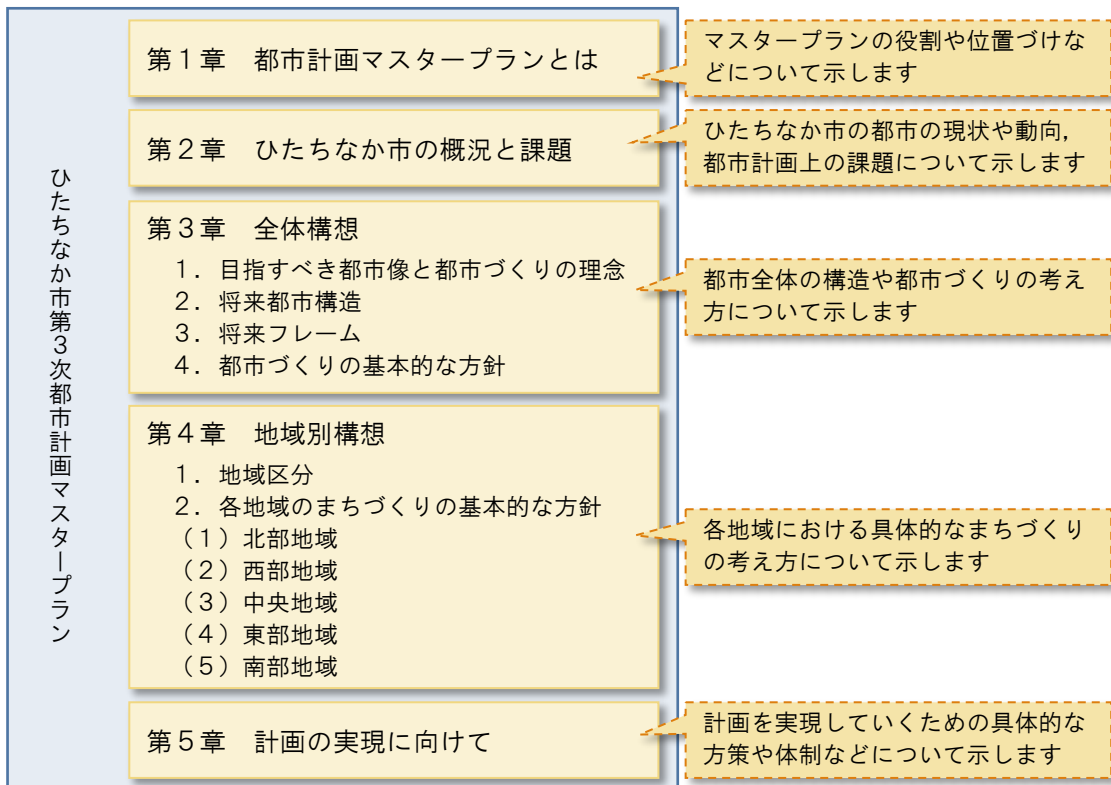 ひたちなか市第3次都市計画マスタープラン
第1章　都市計画マスタープランとは
マスタープランの役割や位置づけな
どについて示します
第2章　ひたちなか市の概況と課題
ひたちなか市の都市の現状や動向，
都市計画上の課題について示します
第3章　全体構想
1．目指すべき都市像と都市づくりの理念
2．将来都市構造
3．将来フレーム
4．都市づくりの基本的な方針
都市全体の構造や都市づくりの考え
方について示します
第4章　地域別構想
1．地域区分
2．各地域のまちづくりの基本的な方針
（1）北部地域
（2）西部地域
（3）中央地域
（4）東部地域
（5）南部地域
各地域における具体的なまちづくり
の考え方について示します
第5章　計画の実現に向けて
計画を実現していくための具体的な
方策や体制などについて示します